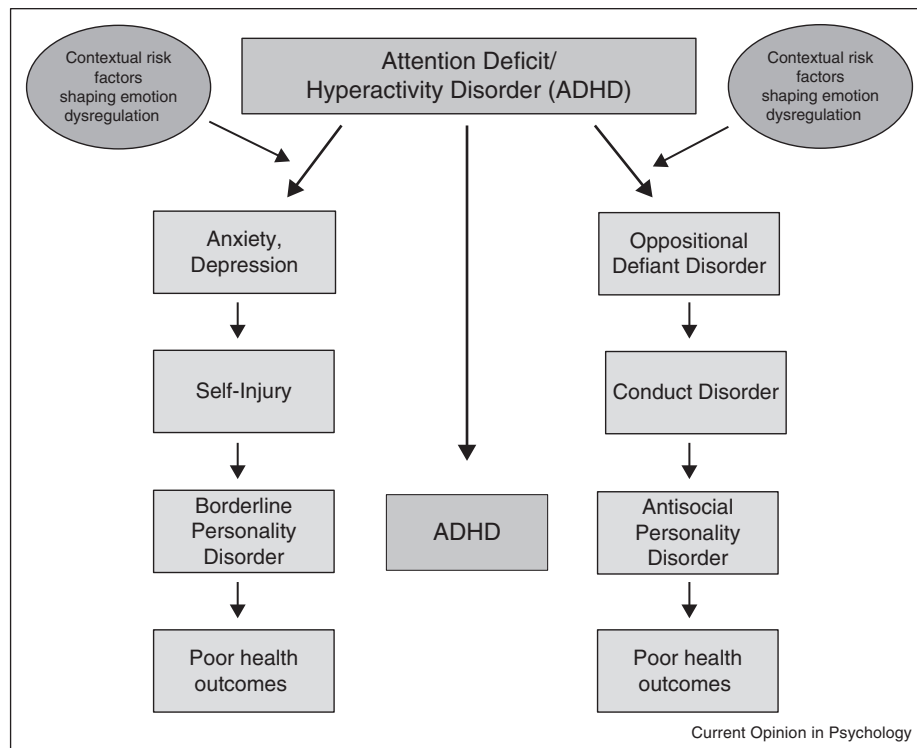 Contextual risk
factors
shaping emotion
dysregulation
Attention Deficit/
Hyperactivity Disorder (ADHD)
Contextual risk
factors
shaping emotion
dysregulation
Anxiety,
Depression
Oppositional
Defiant Disorder
Self-Injury
Conduct Disorder
Borderline
Personality
Disorder
ADHD
Antisocial
Personality
Disorder
Poor health
outcomes
Poor health
outcomes
Current Opinion in Psychology